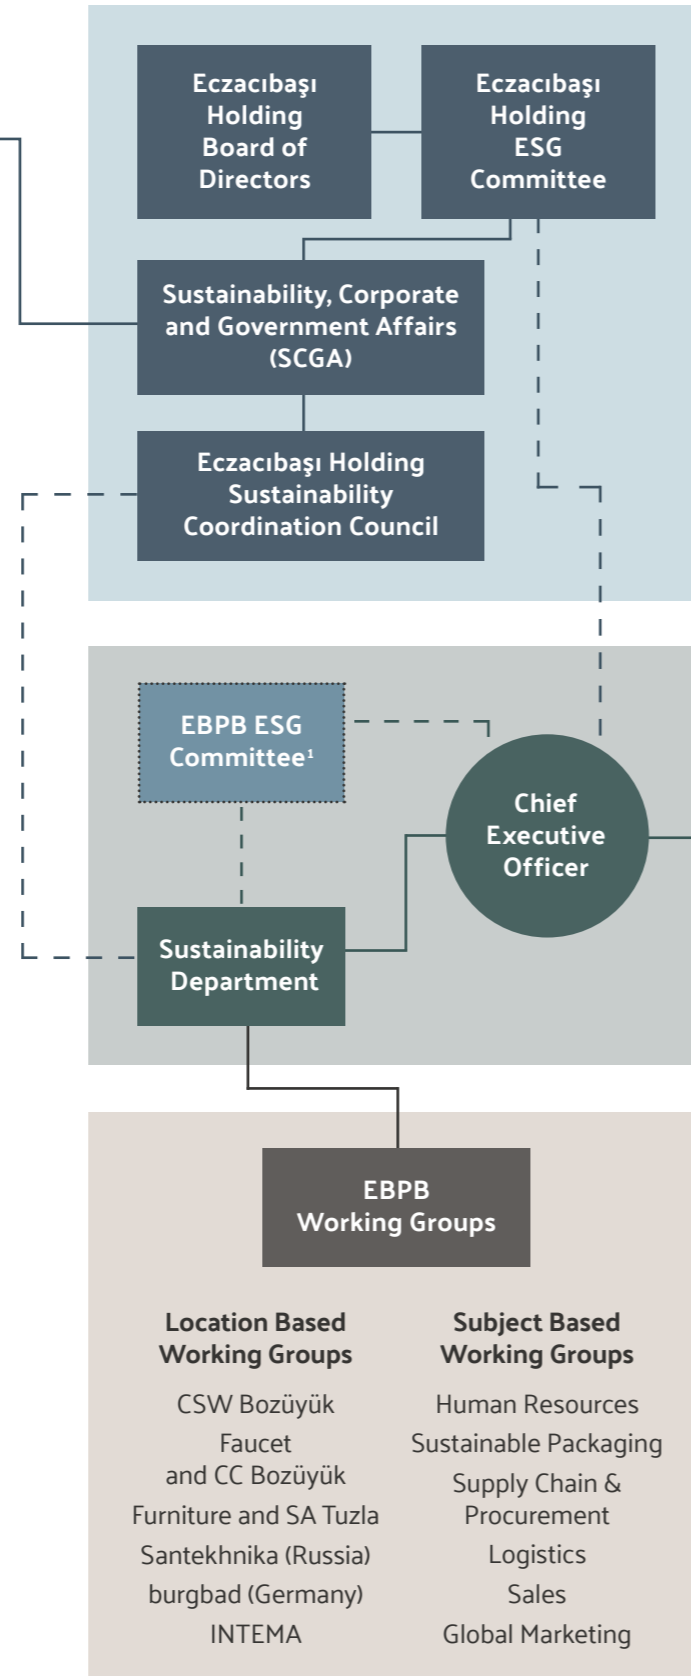 Eczacıbaşı
Holding
Board of
Directors
Eczacıbaşı
Holding
ESG
Committee
Sustainability, Corporate
and Government Affairs
(SCGA)
Eczacıbaşı Holding
Sustainability
Coordination Council
EBPB ESG
Committee¹
Chief
Executive
Officer
Sustainability
Department
EBPB
Working Groups
Location Based
Working Groups
CSW Bozüyük
Faucet
and CC Bozüyük
Furniture and SA Tuzla
Santekhnika (Russia)
burgbad (Germany)
INTEMA
Subject Based
Working Groups
Human Resources
Sustainable Packaging
Supply Chain &
Procurement
Logistics
Sales
Global Marketing